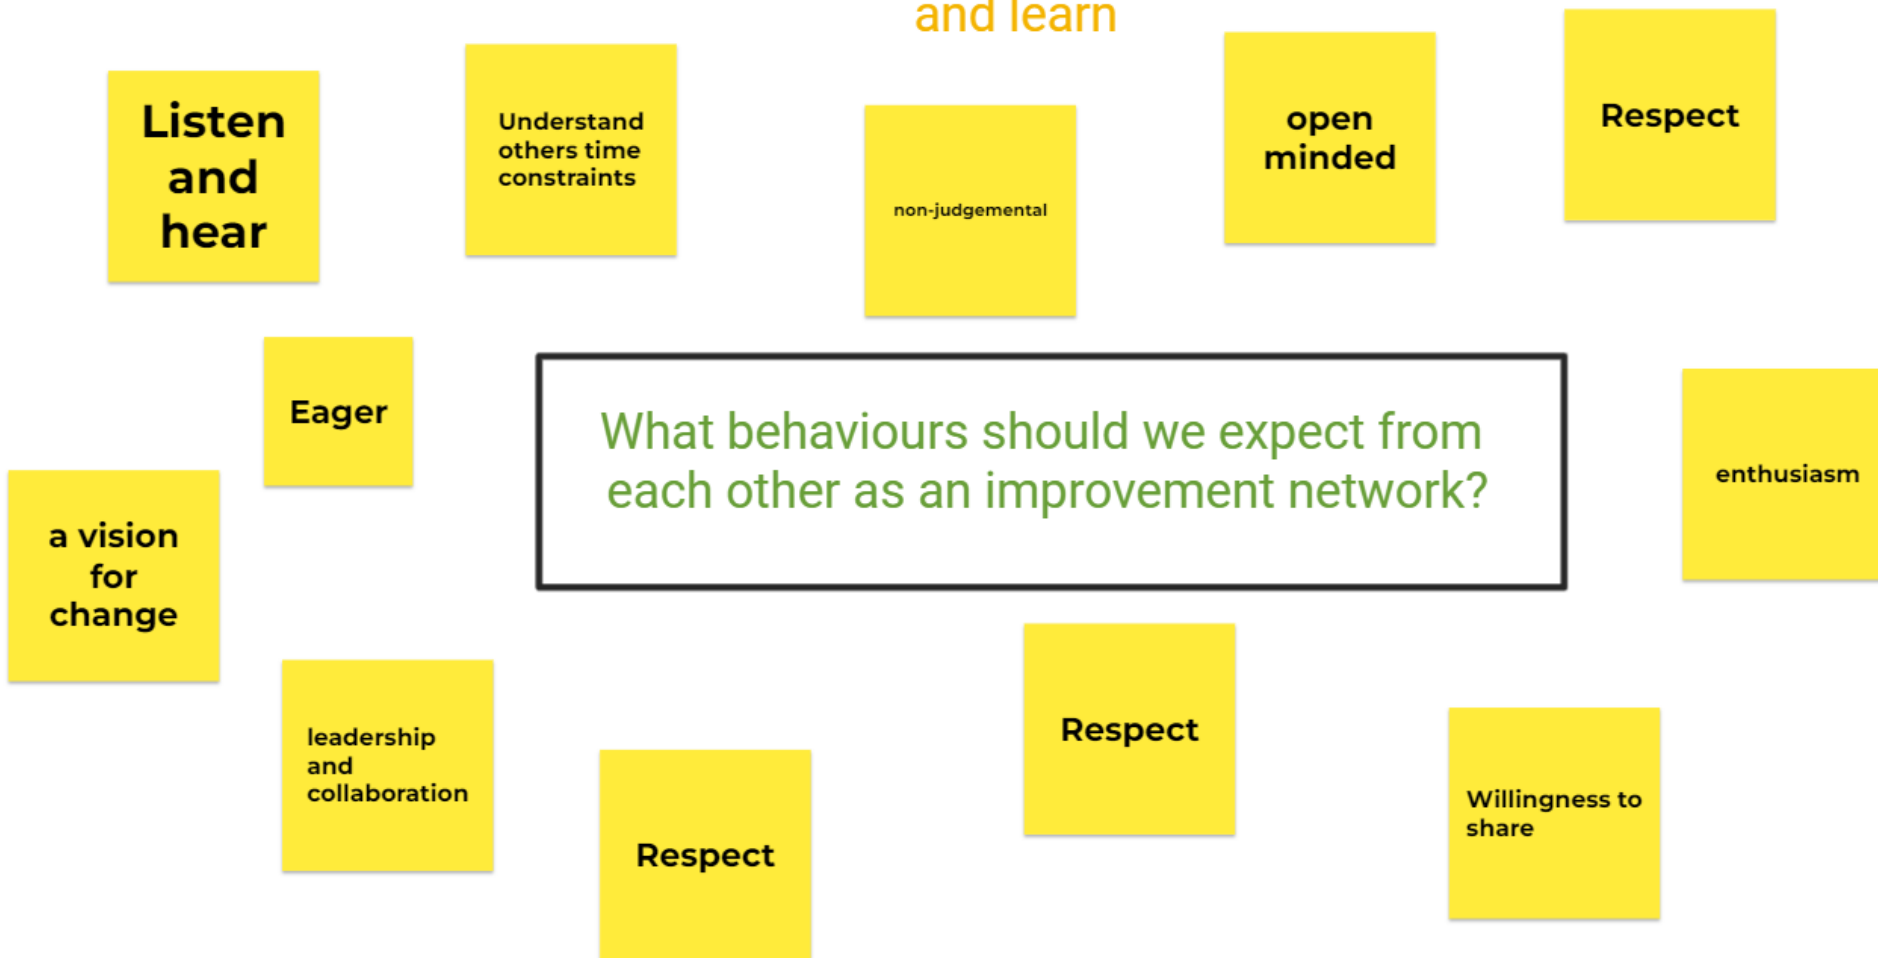 and learn
Listen
and
hear
Understand
others time
constraints
non-judgemental
open
minded
Respect
Eager
What behaviours should we expect from
each other as an improvement network?
enthusiasm
a vision
for
change
leadership
and
collaboration
Respect
Respect
Willingness to
share